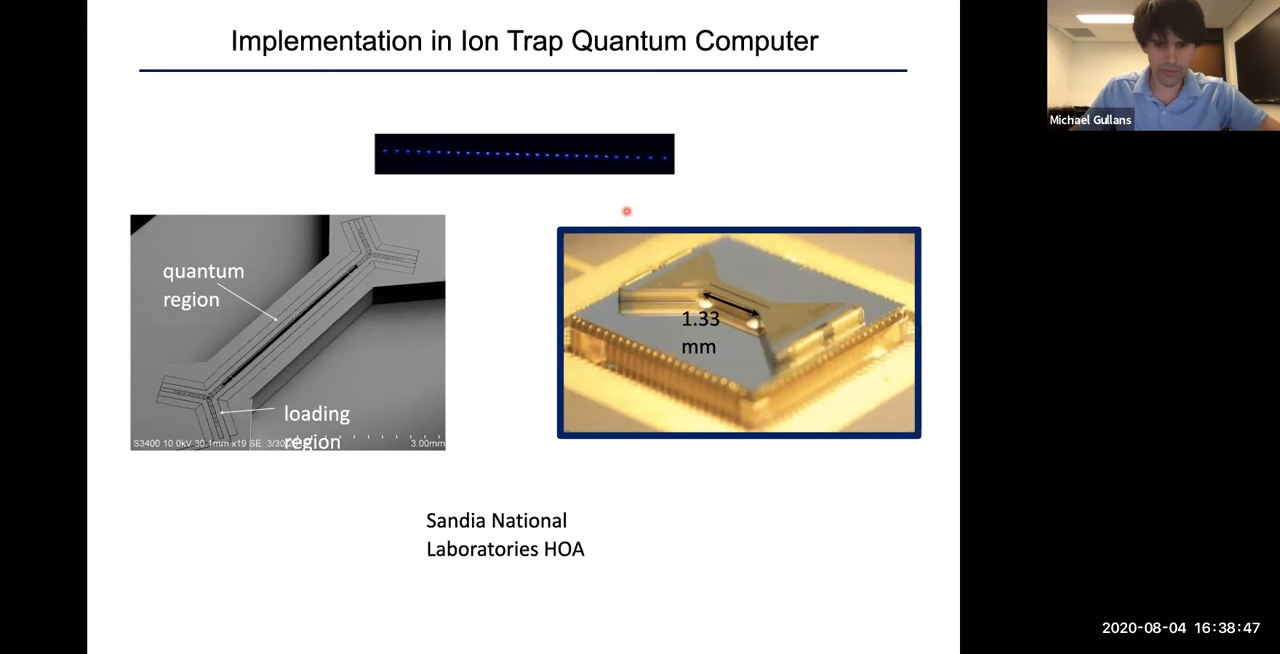 Implementation in Ion Trap Quantum Computer
Michael Gullans
quantum
region
1.33
mm
loading
region
S3400 10.0kV 30.1mm x19 SE
3.00mm
Sandia National
Laboratories HOA
2020-08-04 16:38:47